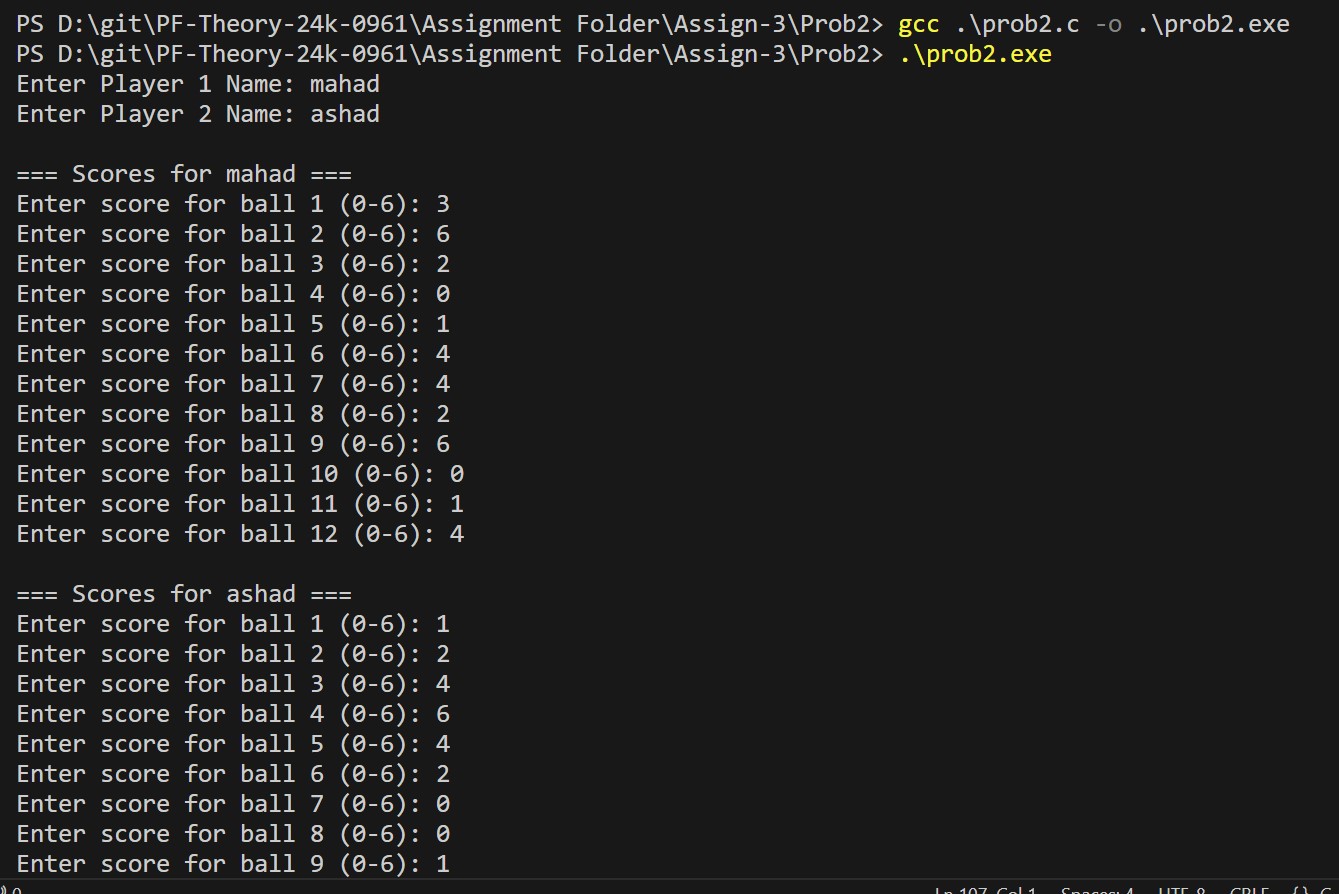 PS D:\git\PF-Theory-24k-0961\Assignment Folder\Assign-3\Prob2> gcc .\prob2.c -o .\prob2.exe
PS D:\git\PF-Theory-24k-0961\Assignment Folder\Assign-3\Prob2> .\prob2.exe
Enter Player 1 Name: mahad
Enter Player 2 Name: ashad
=== Scores for mahad ===
Enter score for ball 1 (0-6): 3
Enter score for ball 2 (0-6): 6
Enter score for ball 3 (0-6): 2
Enter score for ball 4 (0-6): 0
Enter score for ball 5 (0-6): 1
Enter score for ball 6 (0-6): 4
Enter score for ball 7 (0-6): 4
Enter score for ball 8 (0-6): 2
Enter score for ball 9 (0-6): 6
Enter score for ball 10 (0-6): 0
Enter score for ball 11 (0-6): 1
Enter score for ball 12 (0-6): 4
=== Scores for ashad ===
Enter score for ball 1 (0-6): 1
Enter score for ball 2 (0-6): 2
Enter score for ball 3 (0-6): 4
Enter score for ball 4 (0-6): 6
Enter score for ball 5 (0-6): 4
Enter score for ball 6 (0-6): 2
Enter score for ball 7 (0-6): 0
Enter score for ball 8 (0-6): 0
Enter score for ball 9 (0-6): 1
0 Ln 107, Col 1 Spaces: 4 UTF-8 CRLF {} C